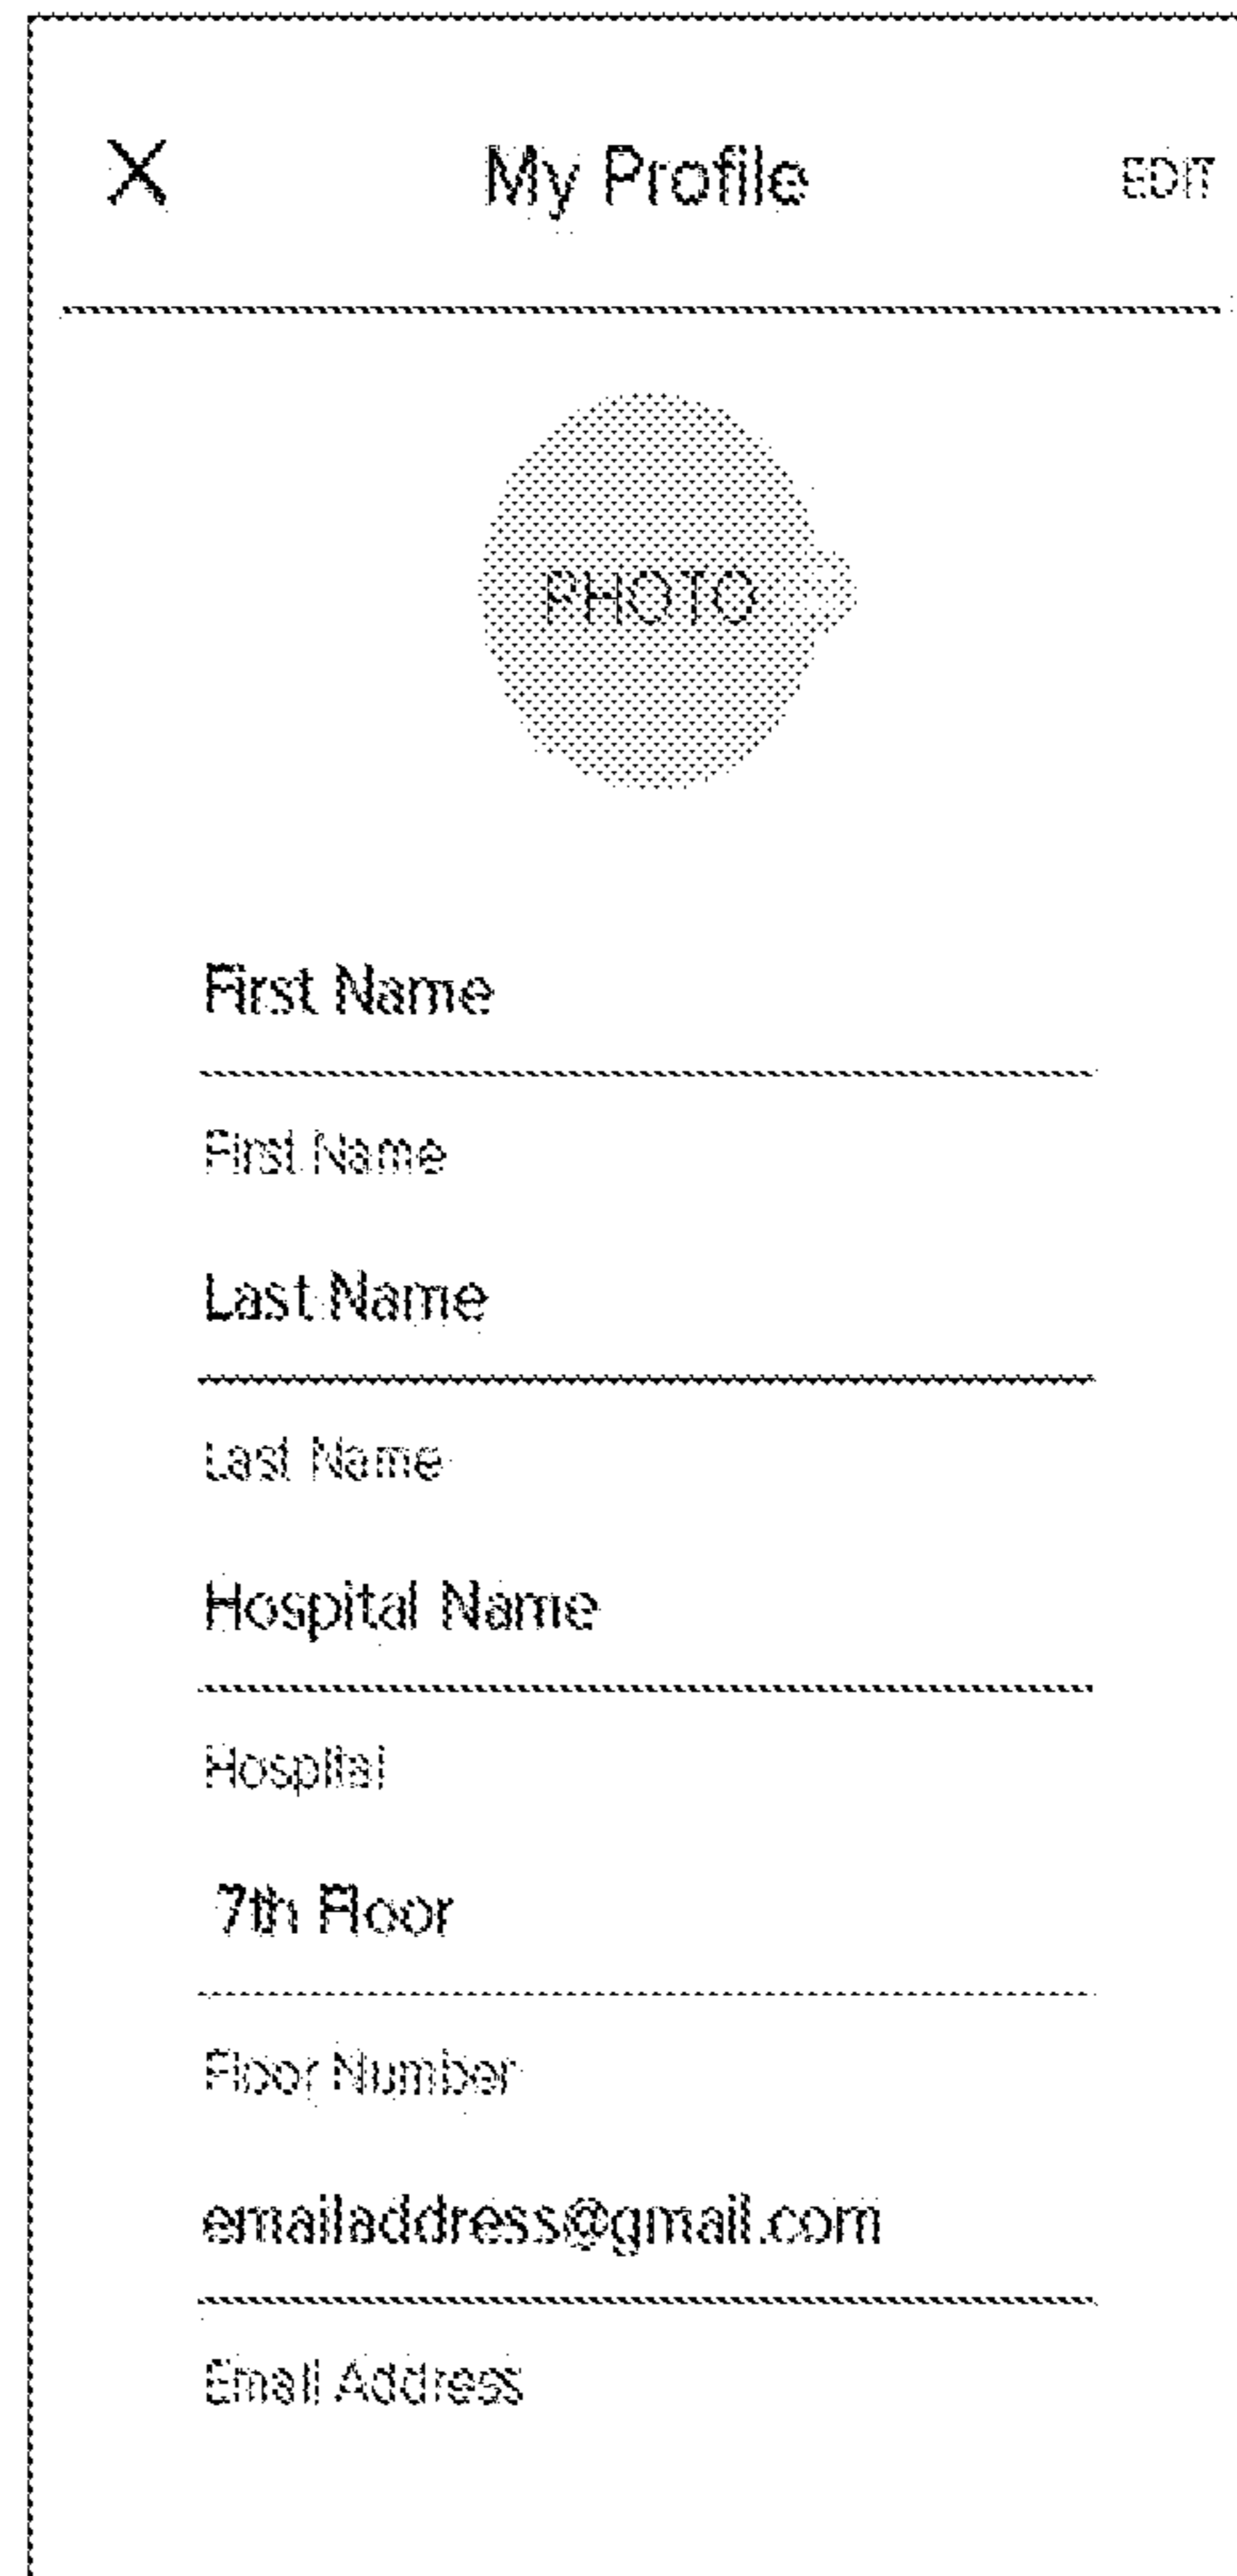 X My Profile EDIT
PHOTO
First Name
First Name
Last Name
Last Name
Hospital Name
Hospital
7th Floor
Floor Number
emailaddress@gmail.com
Email Address